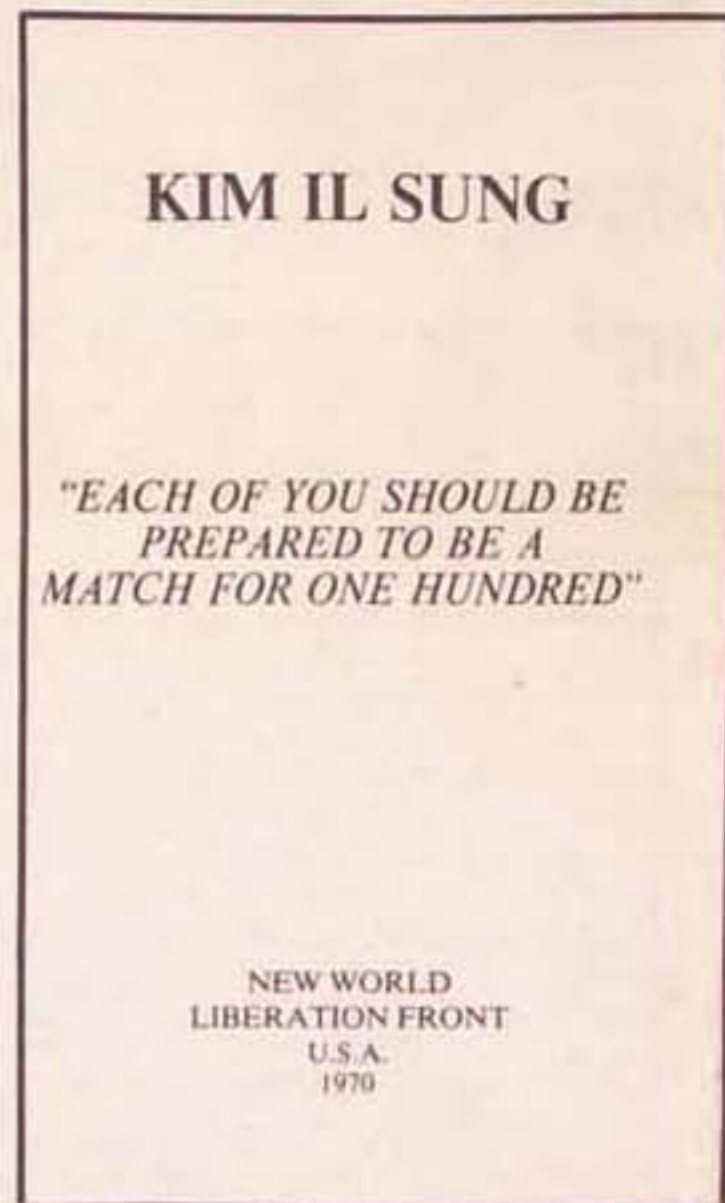 KIM IL SUNG
"EACH OF YOU SHOULD BE
PREPARED TO BE A
MATCH FOR ONE HUNDRED"
NEW WORLD
LIBERATION FRONT
U.S.A.
1970